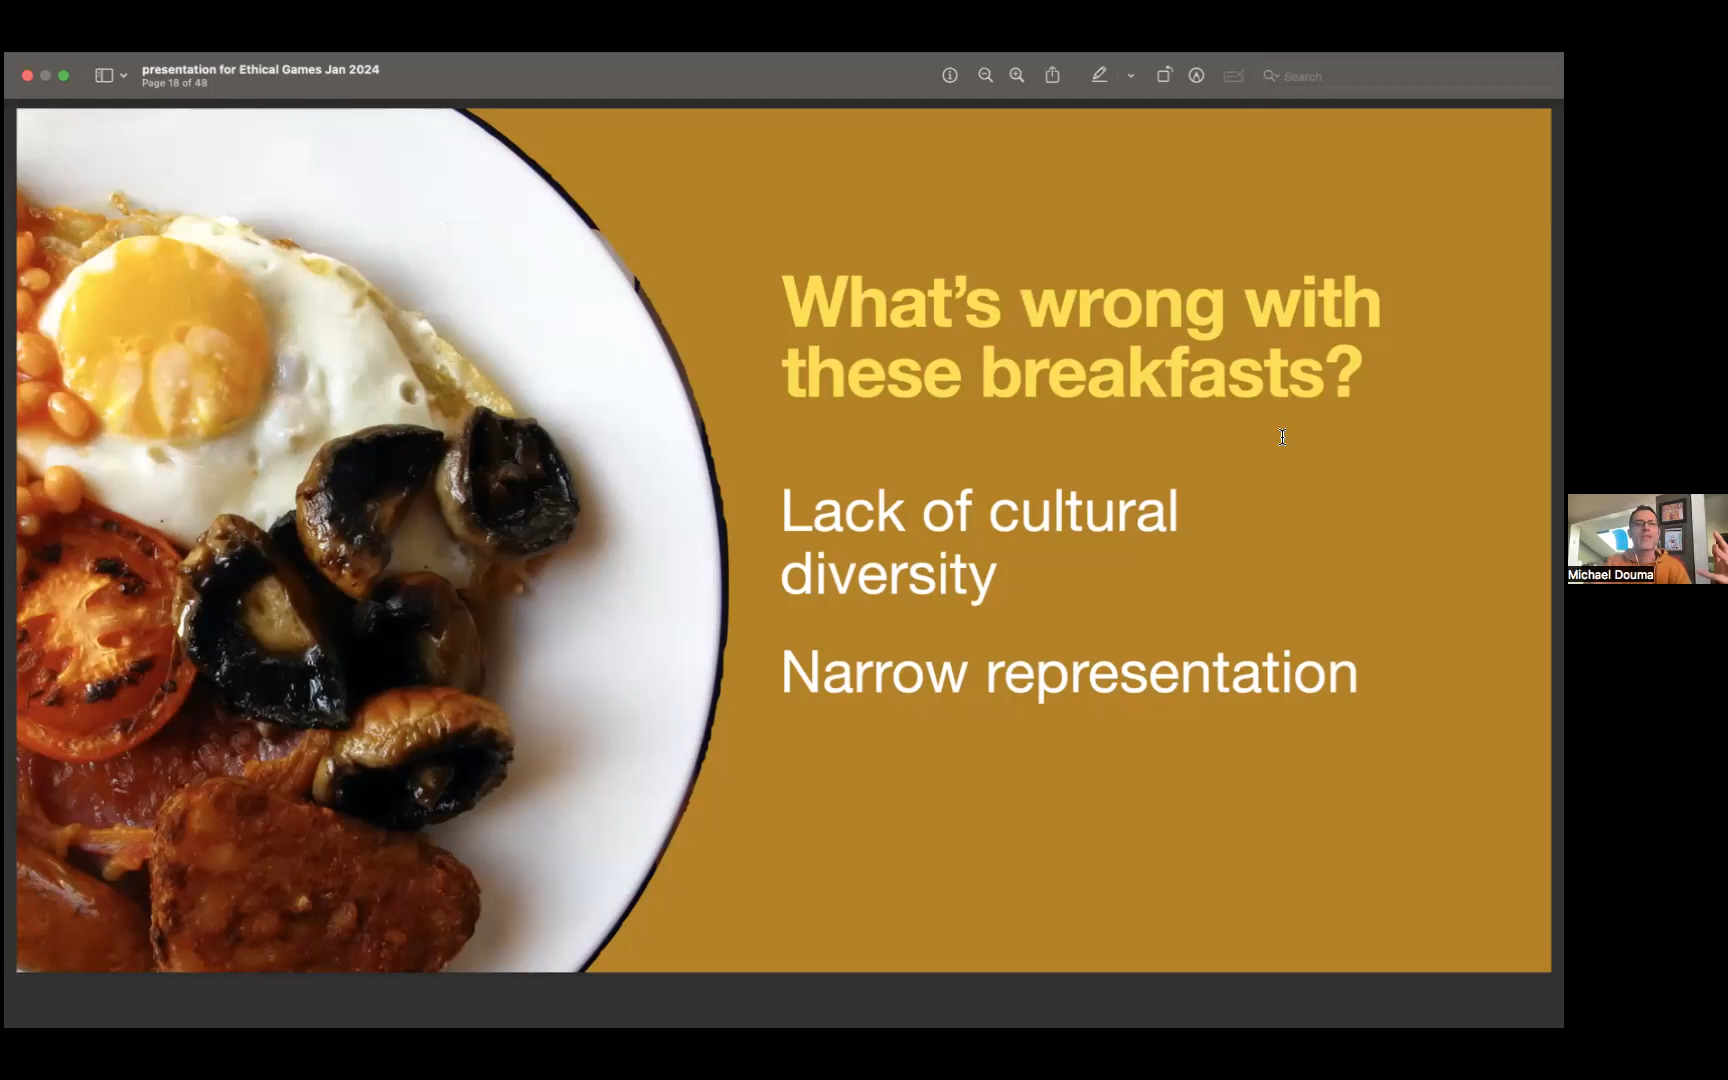 presentation for Ethical Games Jan 2024
Page 18 of 48
Search
What's wrong with
these breakfasts?
Lack of cultural
diversity
Narrow representation
Michael Douma